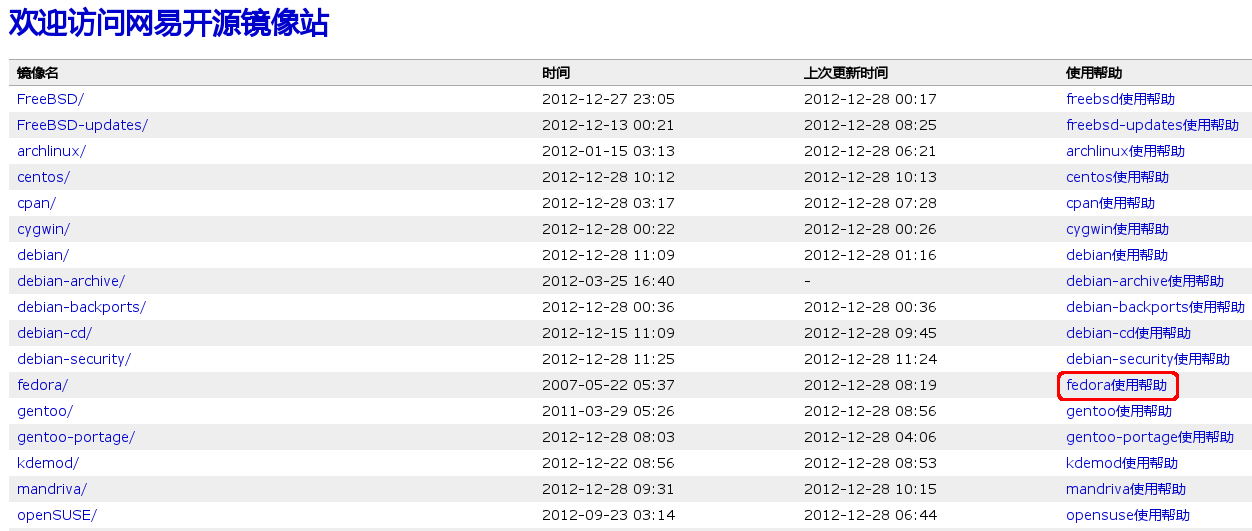 欢迎访问网易开源镜像站
镜像名 时间 上次更新时间 使用帮助
FreeBSD/ 2012-12-27 23:05 2012-12-28 00:17 freebsd使用帮助
FreeBSD-updates/ 2012-12-13 00:21 2012-12-28 08:25 freebsd-updates使用帮助
archlinux/ 2012-01-15 03:13 2012-12-28 06:21 archlinux使用帮助
centos/ 2012-12-28 10:12 2012-12-28 10:13 centos使用帮助
cpan/ 2012-12-28 03:17 2012-12-28 07:28 cpan使用帮助
cygwin/ 2012-12-28 00:22 2012-12-28 00:26 cygwin使用帮助
debian/ 2012-12-28 11:09 2012-12-28 01:16 debian使用帮助
debian-archive/ 2012-03-25 16:40 - debian-archive使用帮助
debian-backports/ 2012-12-28 00:36 2012-12-28 00:36 debian-backports使用帮助
debian-cd/ 2012-12-15 11:09 2012-12-28 09:45 debian-cd使用帮助
debian-security/ 2012-12-28 11:25 2012-12-28 11:24 debian-security使用帮助
fedora/ 2007-05-22 05:37 2012-12-28 08:19 fedora使用帮助
gentoo/ 2011-03-29 05:26 2012-12-28 08:56 gentoo使用帮助
gentoo-portage/ 2012-12-28 08:03 2012-12-28 04:06 gentoo-portage使用帮助
kdemod/ 2012-12-22 08:56 2012-12-28 08:53 kdemod使用帮助
mandriva/ 2012-12-28 09:31 2012-12-28 10:15 mandriva使用帮助
openSUSE/ 2012-09-23 03:14 2012-12-28 06:44 opensuse使用帮助